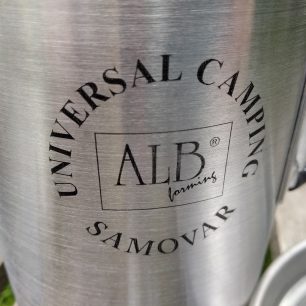 UNIVERSAL CAMPING
ALB®
forming
SAMOVAR